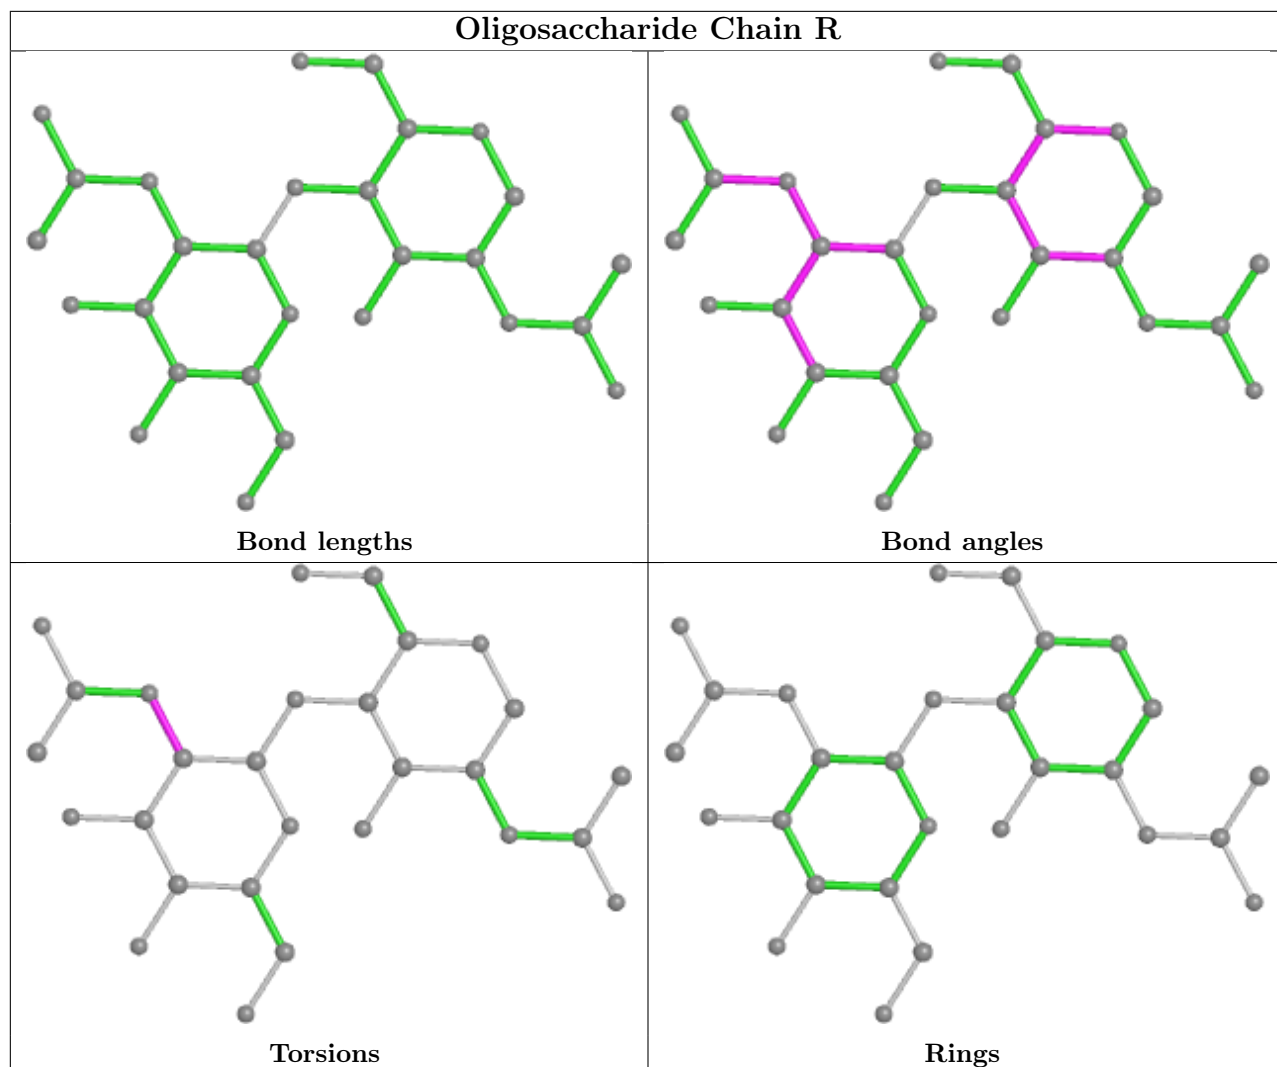 Oligosaccharide Chain R
Bond lengths
Bond angles
Torsions
Rings